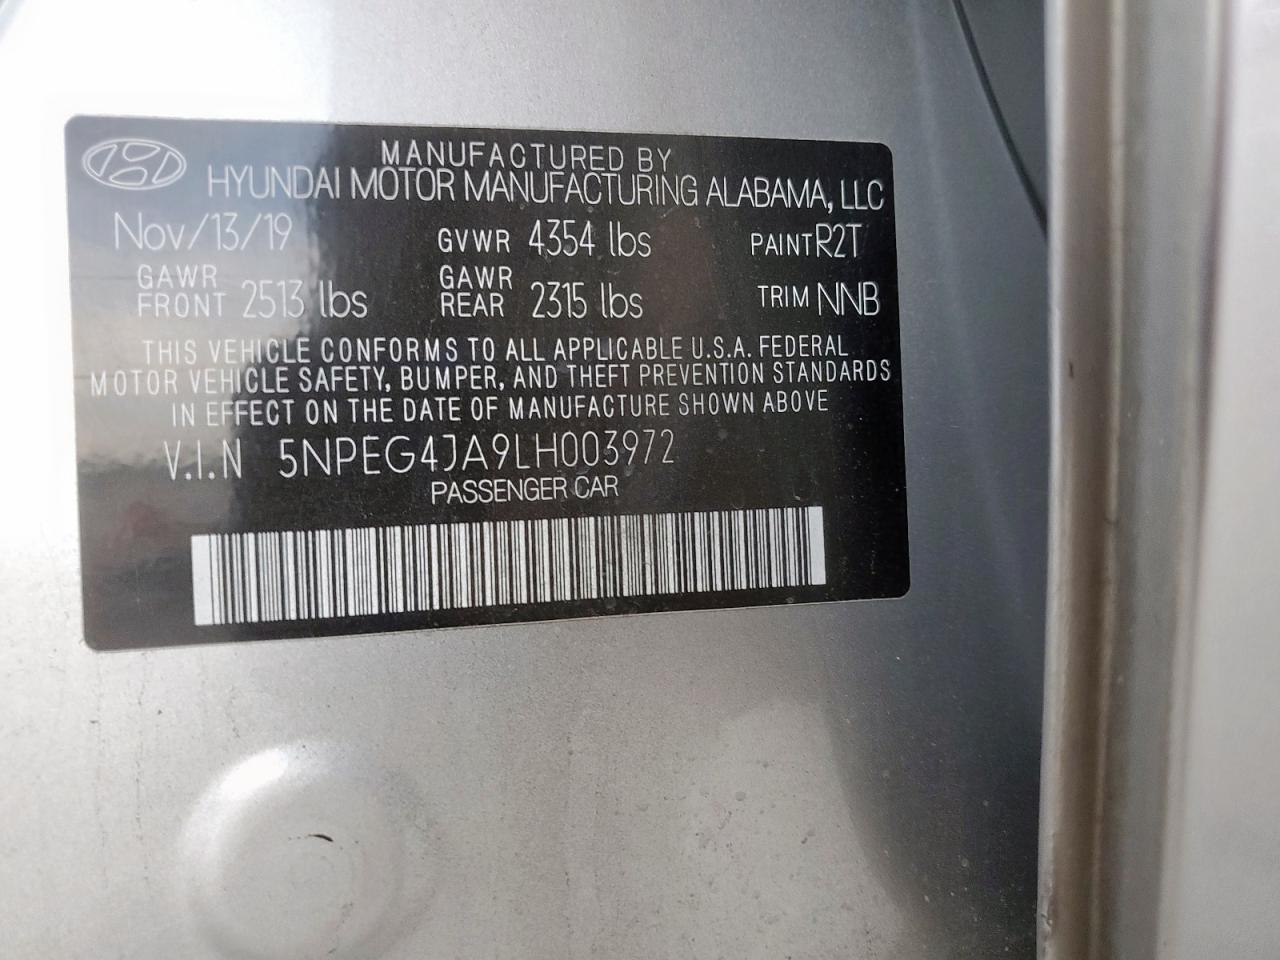 MANUFACTURED BY
HYUNDAI MOTOR MANUFACTURING ALABAMA, LLC
Nov/13/19 GVWR 4354 lbs PAINT R2T
GAWR FRONT 2513 lbs GAWR REAR 2315 lbs TRIM NNB
THIS VEHICLE CONFORMS TO ALL APPLICABLE U.S.A. FEDERAL
MOTOR VEHICLE SAFETY, BUMPER, AND THEFT PREVENTION STANDARDS
IN EFFECT ON THE DATE OF MANUFACTURE SHOWN ABOVE
V.I.N 5NPEG4JA9LH003972
PASSENGER CAR